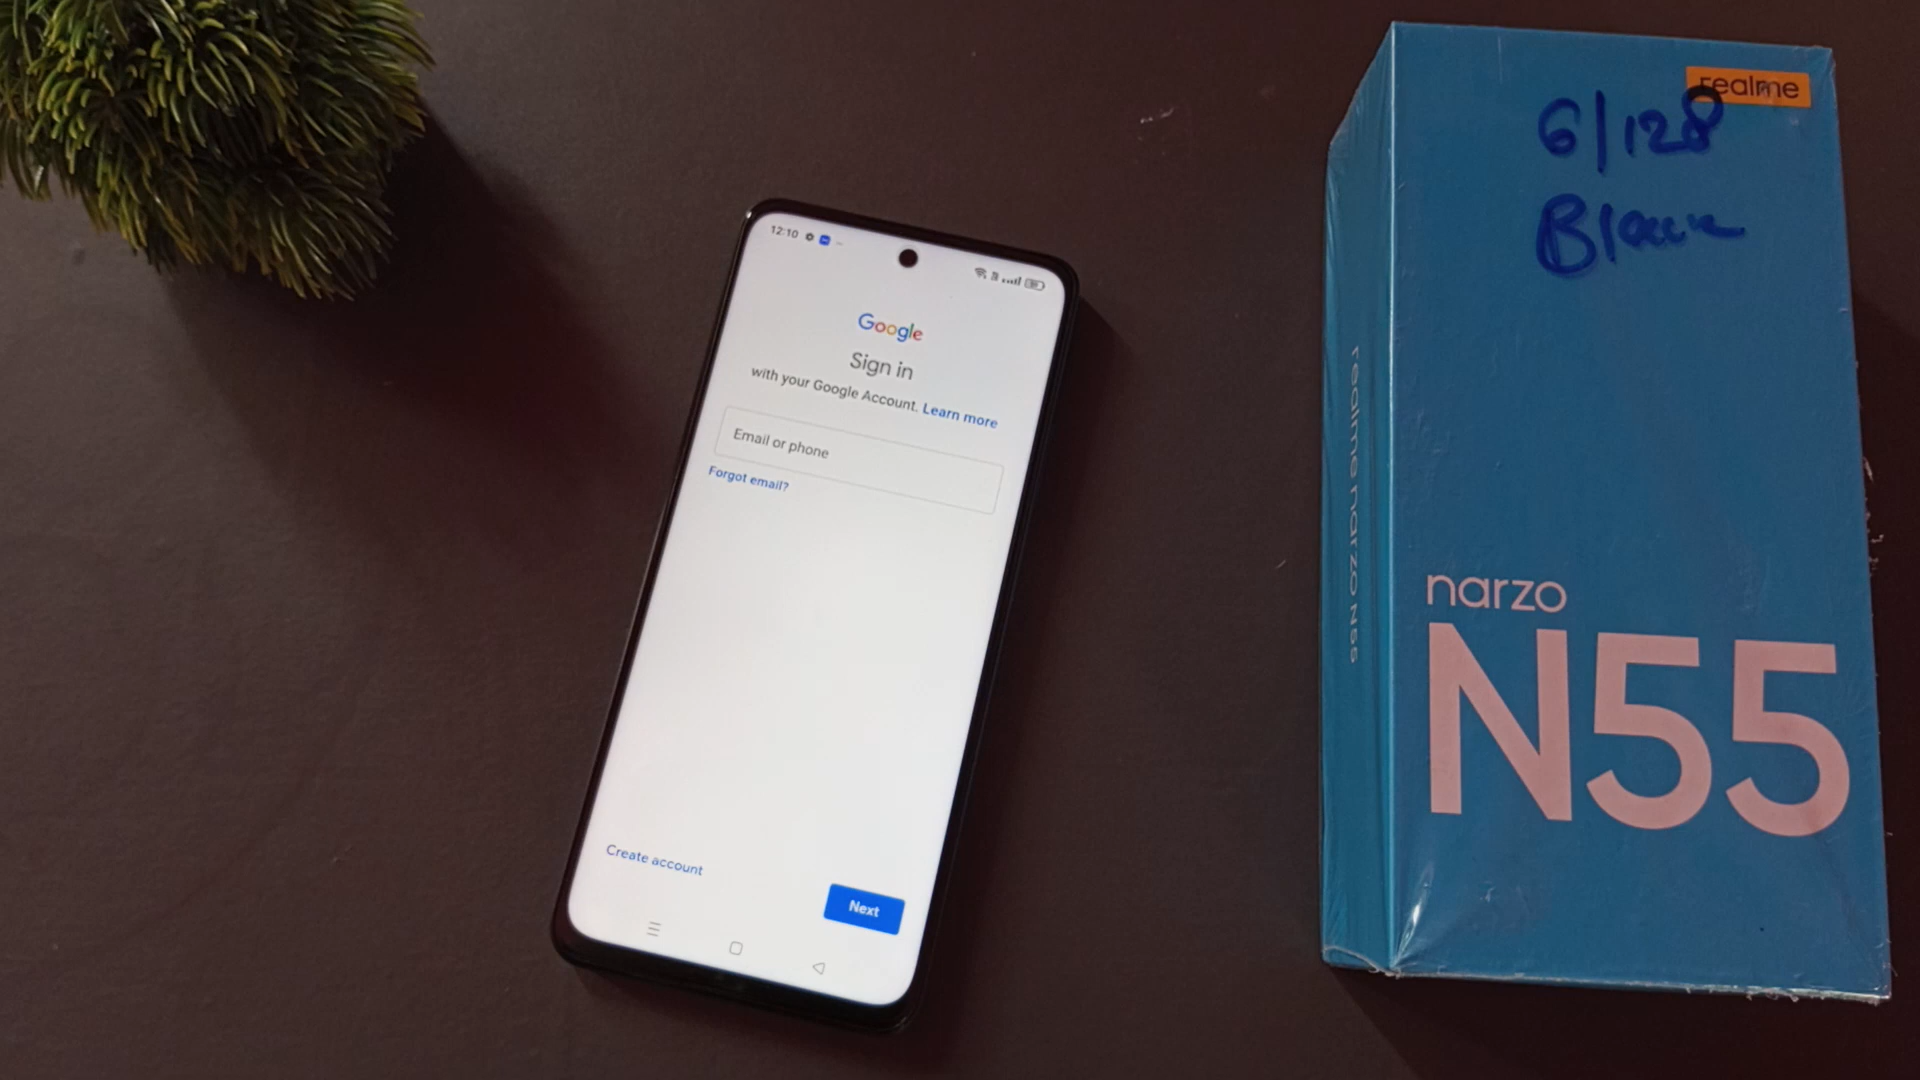 12:10
Google
Sign in
with your Google Account. Learn more
Email or phone
Forgot email?
Create account
Next
realme
6/128
Black
realme narzo N55
narzo
N55